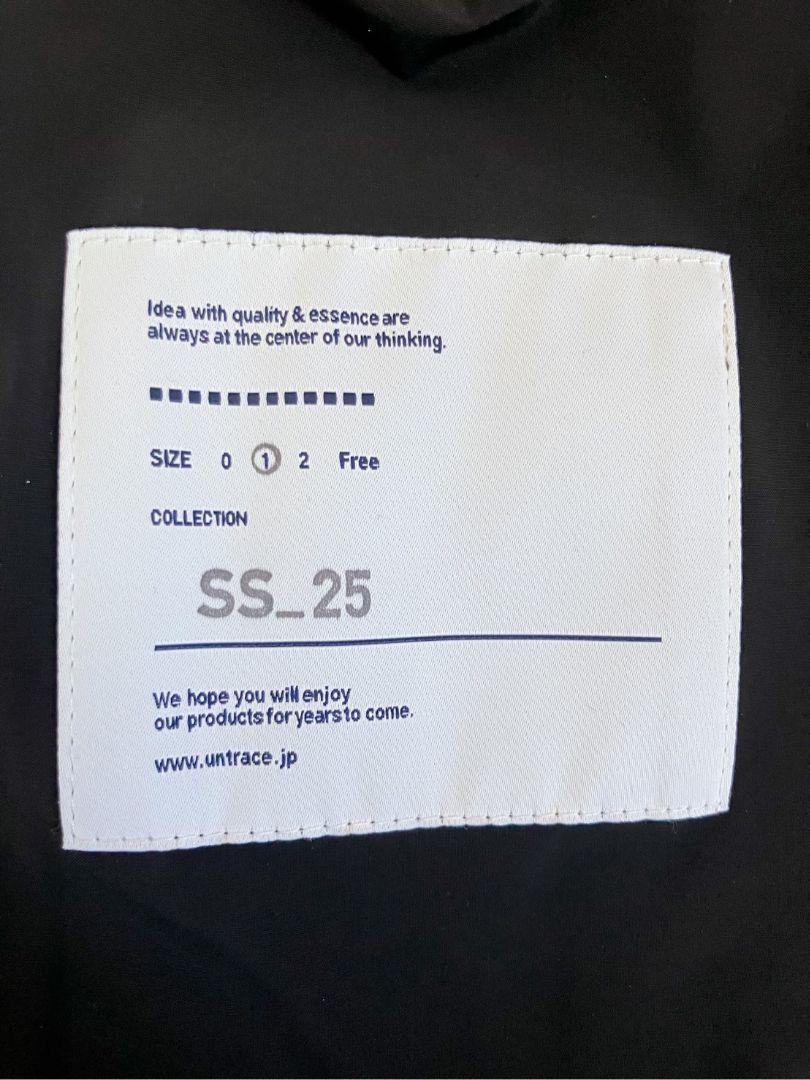 Idea with quality & essence are
always at the center of our thinking.
SIZE 0 1 2 Free
COLLECTION
SS_25
We hope you will enjoy
our products for years to come.
www.untrace.jp